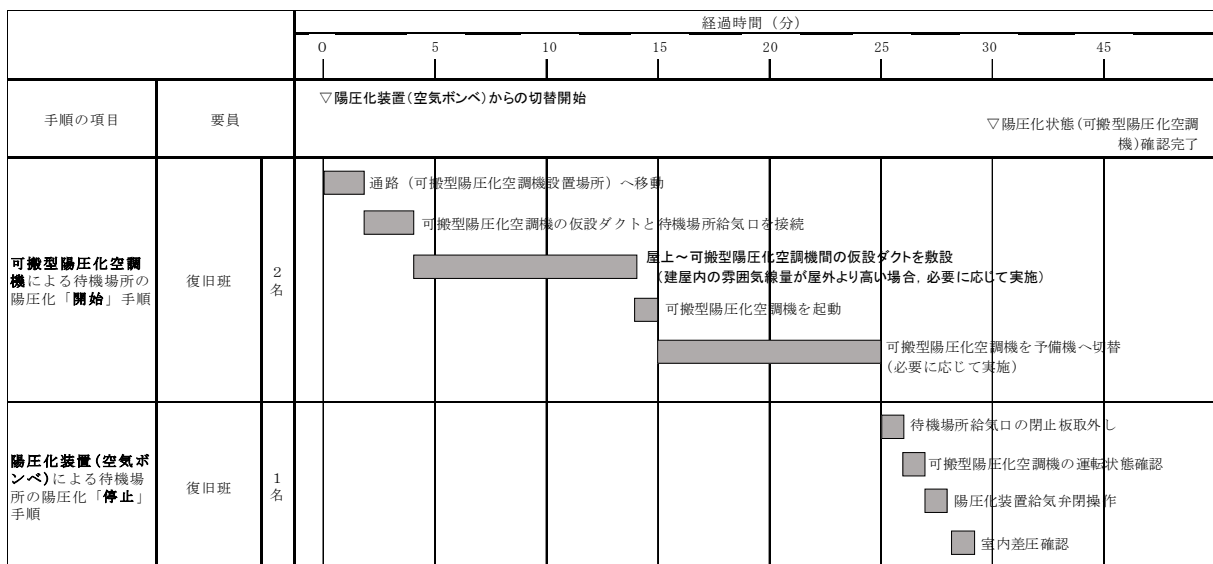 経過時間（分）
0 5 10 15 20 25 30 45
手順の項目 要員
▽陽圧化装置(空気ボンベ)からの切替開始
▽陽圧化状態(可搬型陽圧化空調
機)確認完了
可搬型陽圧化空調
機による待機場所の
陽圧化「開始」手順
復旧班
2
名
通路（可搬型陽圧化空調機設置場所）へ移動
可搬型陽圧化空調機の仮設ダクトと待機場所給気口を接続
屋上～可搬型陽圧化空調機間の仮設ダクトを敷設
（建屋内の雰囲気線量が屋外より高い場合，必要に応じて実施）
可搬型陽圧化空調機を起動
可搬型陽圧化空調機を予備機へ切替
（必要に応じて実施）
陽圧化装置(空気ボ
ンベ)による待機場
所の陽圧化「停止」
手順
復旧班
1
名
待機場所給気口の閉止板取外し
可搬型陽圧化空調機の運転状態確認
陽圧化装置給気弁閉操作
室内差圧確認